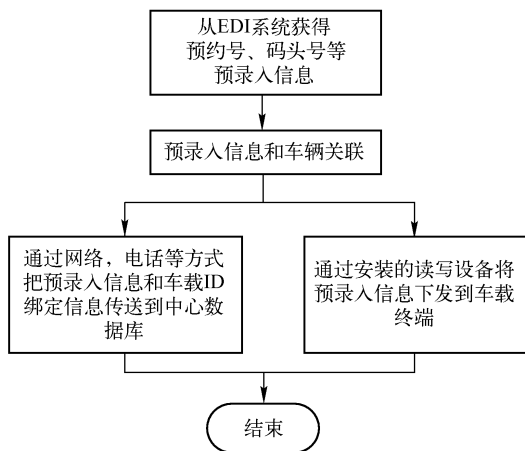 从EDI系统获得
预约号、码头号等
预录入信息
预录入信息和车辆关联
通过网络，电话等方式
把预录入信息和车载ID
绑定信息传送到中心数
据库
通过安装的读写设备将
预录入信息下发到车载
终端
结束